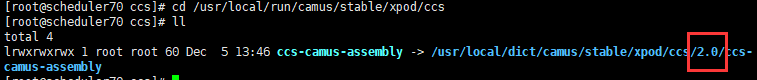 [root@scheduler70 ccs]# cd /usr/local/run/camus/stable/xpod/ccs
[root@scheduler70 ccs]# ll
total 4
lrwxrwxrwx 1 root root 60 Dec  5 13:46 ccs-camus-assembly -> /usr/local/dict/camus/stable/xpod/ccs/2.0/ccs-
camus-assembly
[root@scheduler70 ccs]#